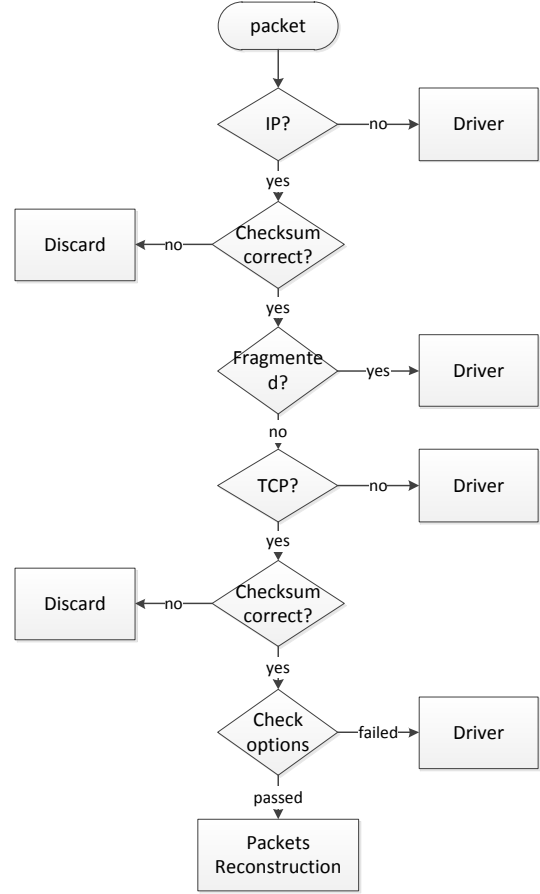 packet
IP?
no
Driver
yes
Discard
no
Checksum
correct?
yes
Fragmente
d?
yes
Driver
no
TCP?
no
Driver
yes
Discard
no
Checksum
correct?
yes
Check
options
failed
Driver
passed
Packets
Reconstruction